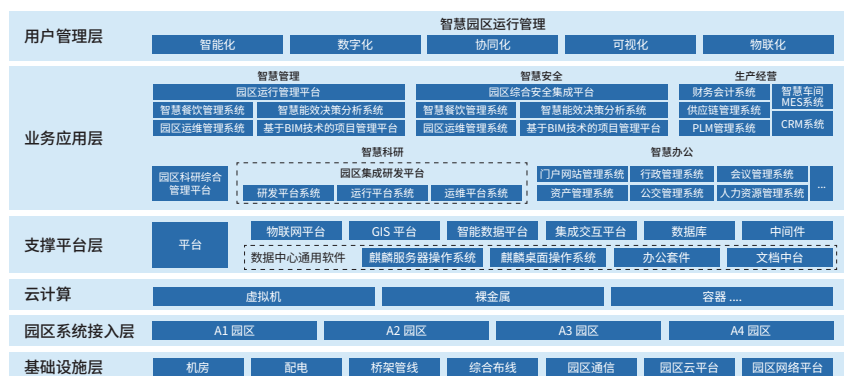 用户管理层
智慧园区运行管理
智能化 数字化 协同化 可视化 物联化
业务应用层
智慧管理
园区运行管理平台
智慧餐饮管理系统 智慧能效决策分析系统
园区运维管理系统 基于BIM技术的项目管理平台
智慧安全
园区综合安全集成平台
智慧餐饮管理系统 智慧能效决策分析系统
园区运维管理系统 基于BIM技术的项目管理平台
生产经营
财务会计系统
供应链管理系统
PLM管理系统
智慧车间
MES系统
CRM系统
智慧科研
园区科研综合
管理平台
园区集成研发平台
研发平台系统 运行平台系统 运维平台系统
智慧办公
门户网站管理系统 行政管理系统 会议管理系统
资产管理系统 公交管理系统 人力资源管理系统
...
支撑平台层
平台
物联网平台 GIS 平台 智能数据平台 集成交互平台 数据库 中间件
数据中心通用软件 麒麟服务器操作系统 麒麟桌面操作系统 办公套件 文档中台
云计算
虚拟机 裸金属 容器 ....
园区系统接入层
A1 园区 A2 园区 A3 园区 A4 园区
基础设施层
机房 配电 桥架管线 综合布线 园区通信 园区云平台 园区网络平台